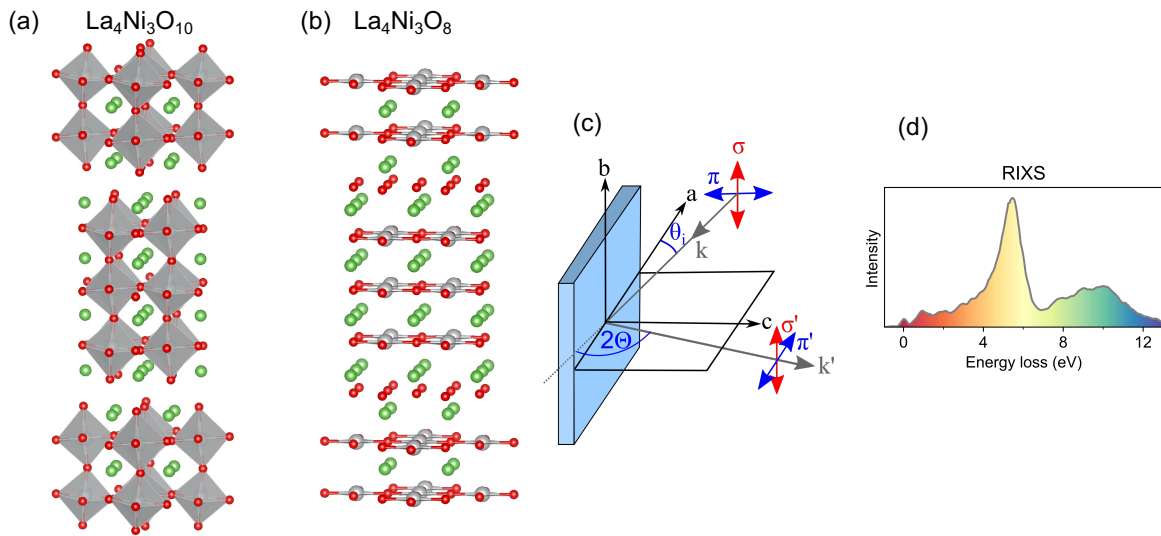 (a) La₄Ni₃O₁₀
(b) La₄Ni₃O₈
(c)
b
a
θᵢ
k
π
σ
c
2Θ
σ'
π'
k'
(d)
RIXS
Intensity
0 4 8 12
Energy loss (eV)